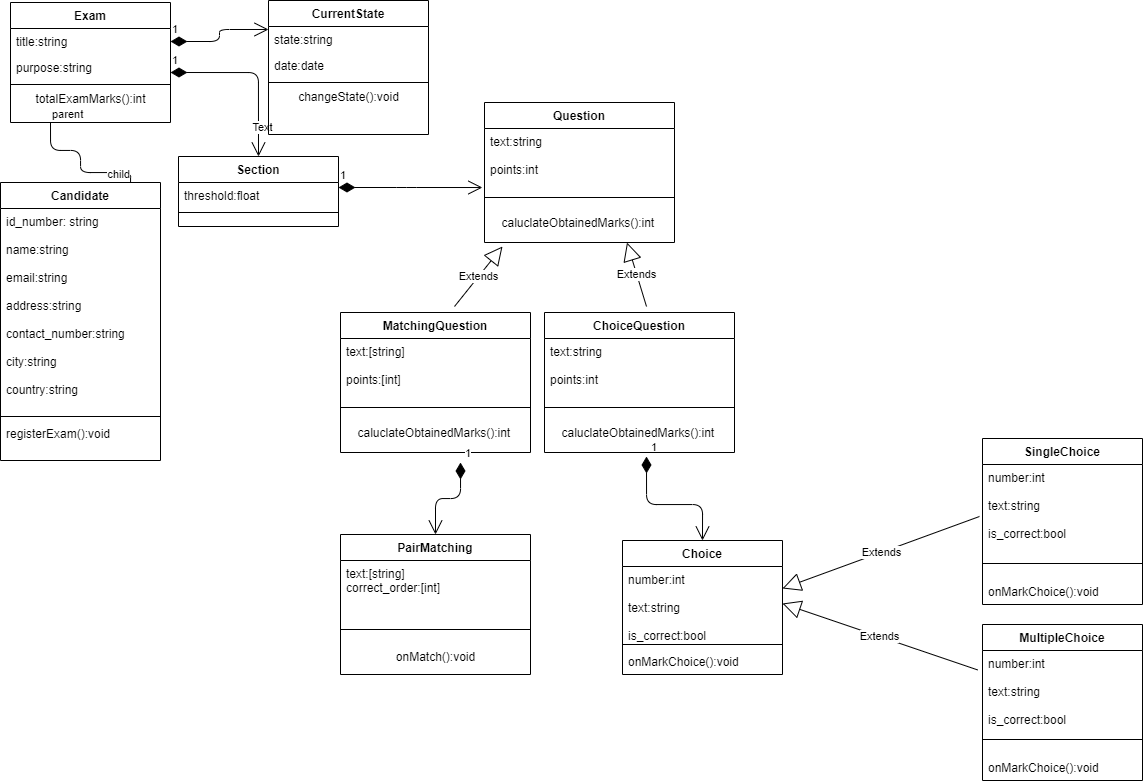 Exam
title:string
purpose:string
totalExamMarks():int
parent
1
1
CurrentState
state:string
date:date
changeState():void
Text
child
Section
threshold:float
1
Candidate
id_number: string
name:string
email:string
address:string
contact_number:string
city:string
country:string
registerExam():void
Question
text:string
points:int
caluclateObtainedMarks():int
Extends
Extends
MatchingQuestion
text:[string]
points:[int]
caluclateObtainedMarks():int
1
ChoiceQuestion
text:string
points:int
caluclateObtainedMarks():int
1
PairMatching
text:[string]
correct_order:[int]
onMatch():void
Choice
number:int
text:string
is_correct:bool
onMarkChoice():void
Extends
Extends
SingleChoice
number:int
text:string
is_correct:bool
onMarkChoice():void
MultipleChoice
number:int
text:string
is_correct:bool
onMarkChoice():void